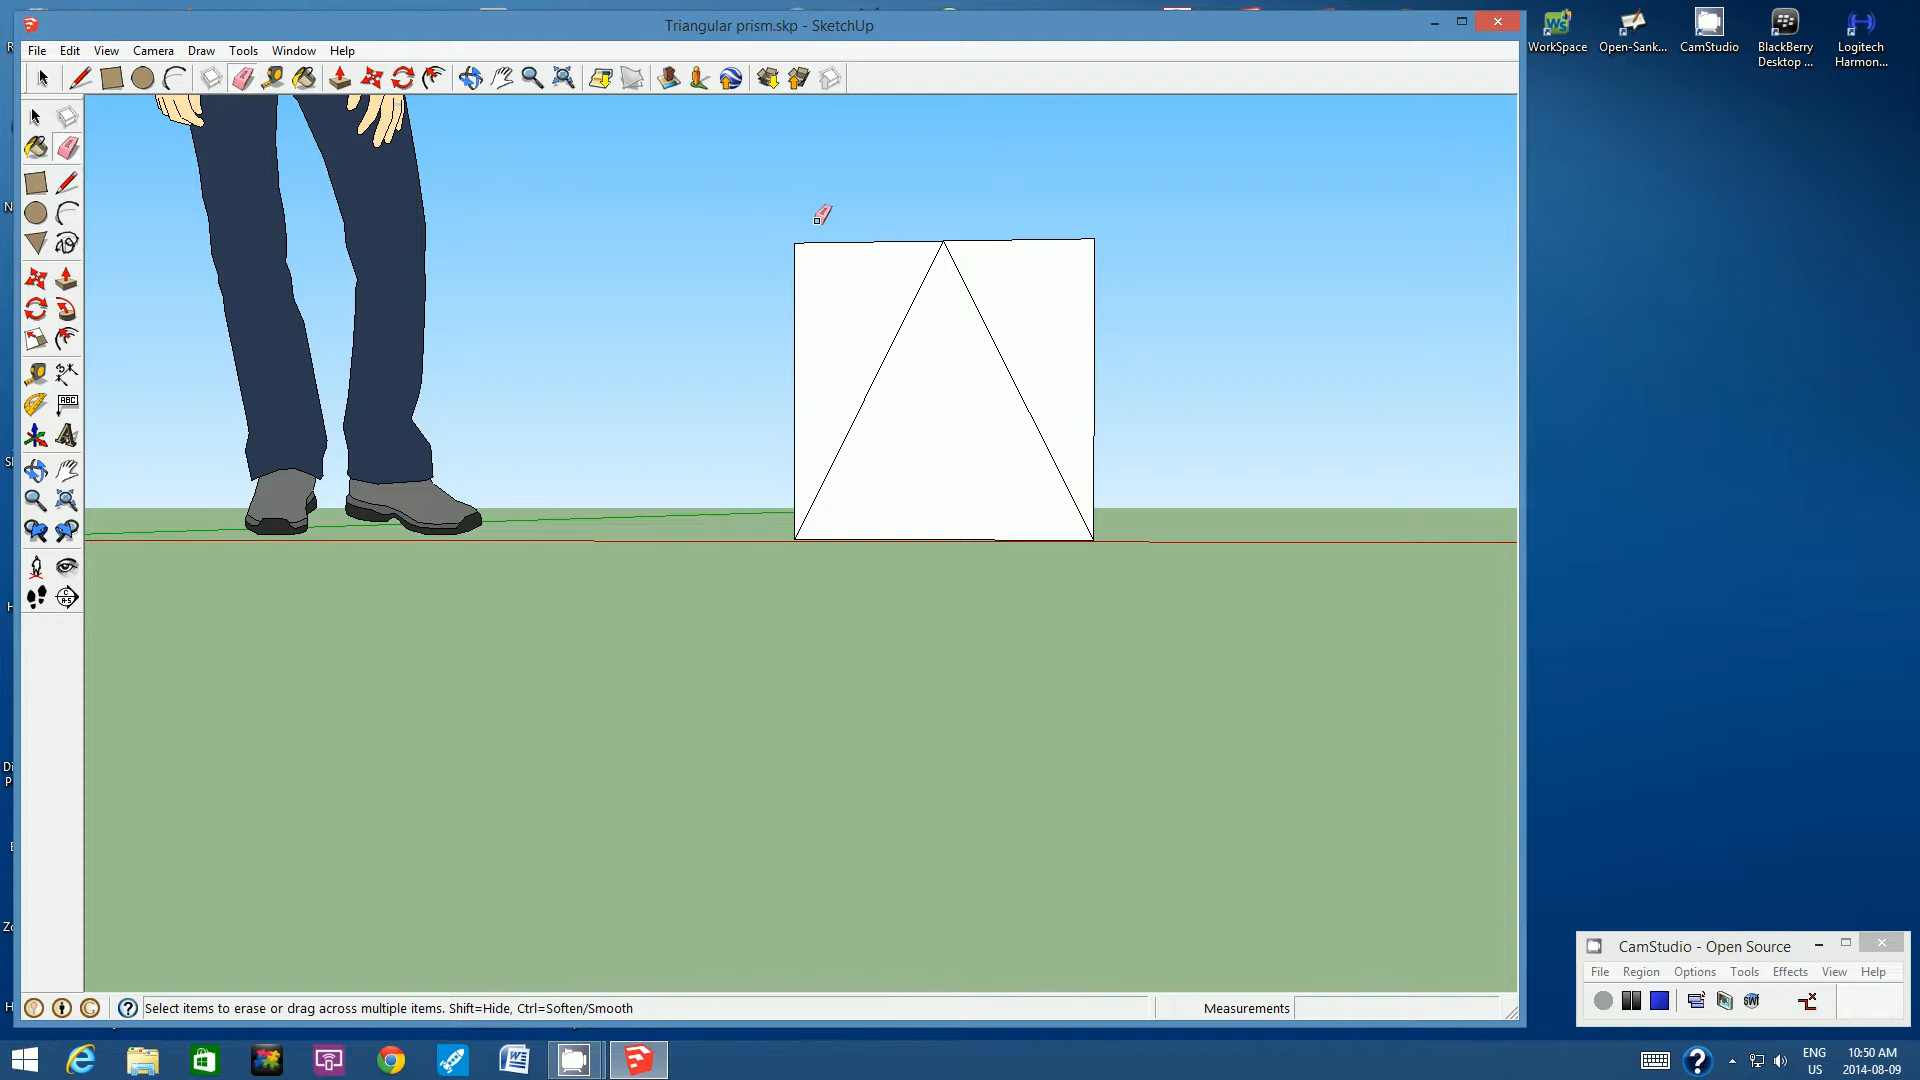 Triangular prism.skp - SketchUp
File Edit View Camera Draw Tools Window Help
ABC
Select items to erase or drag across multiple items. Shift=Hide, Ctrl=Soften/Smooth
Measurements
WorkSpace
Open-Sank...
CamStudio
BlackBerry
Desktop ...
Logitech
Harmon...
CamStudio - Open Source
File Region Options Tools Effects View Help
ENG
US
10:50 AM
2014-08-09